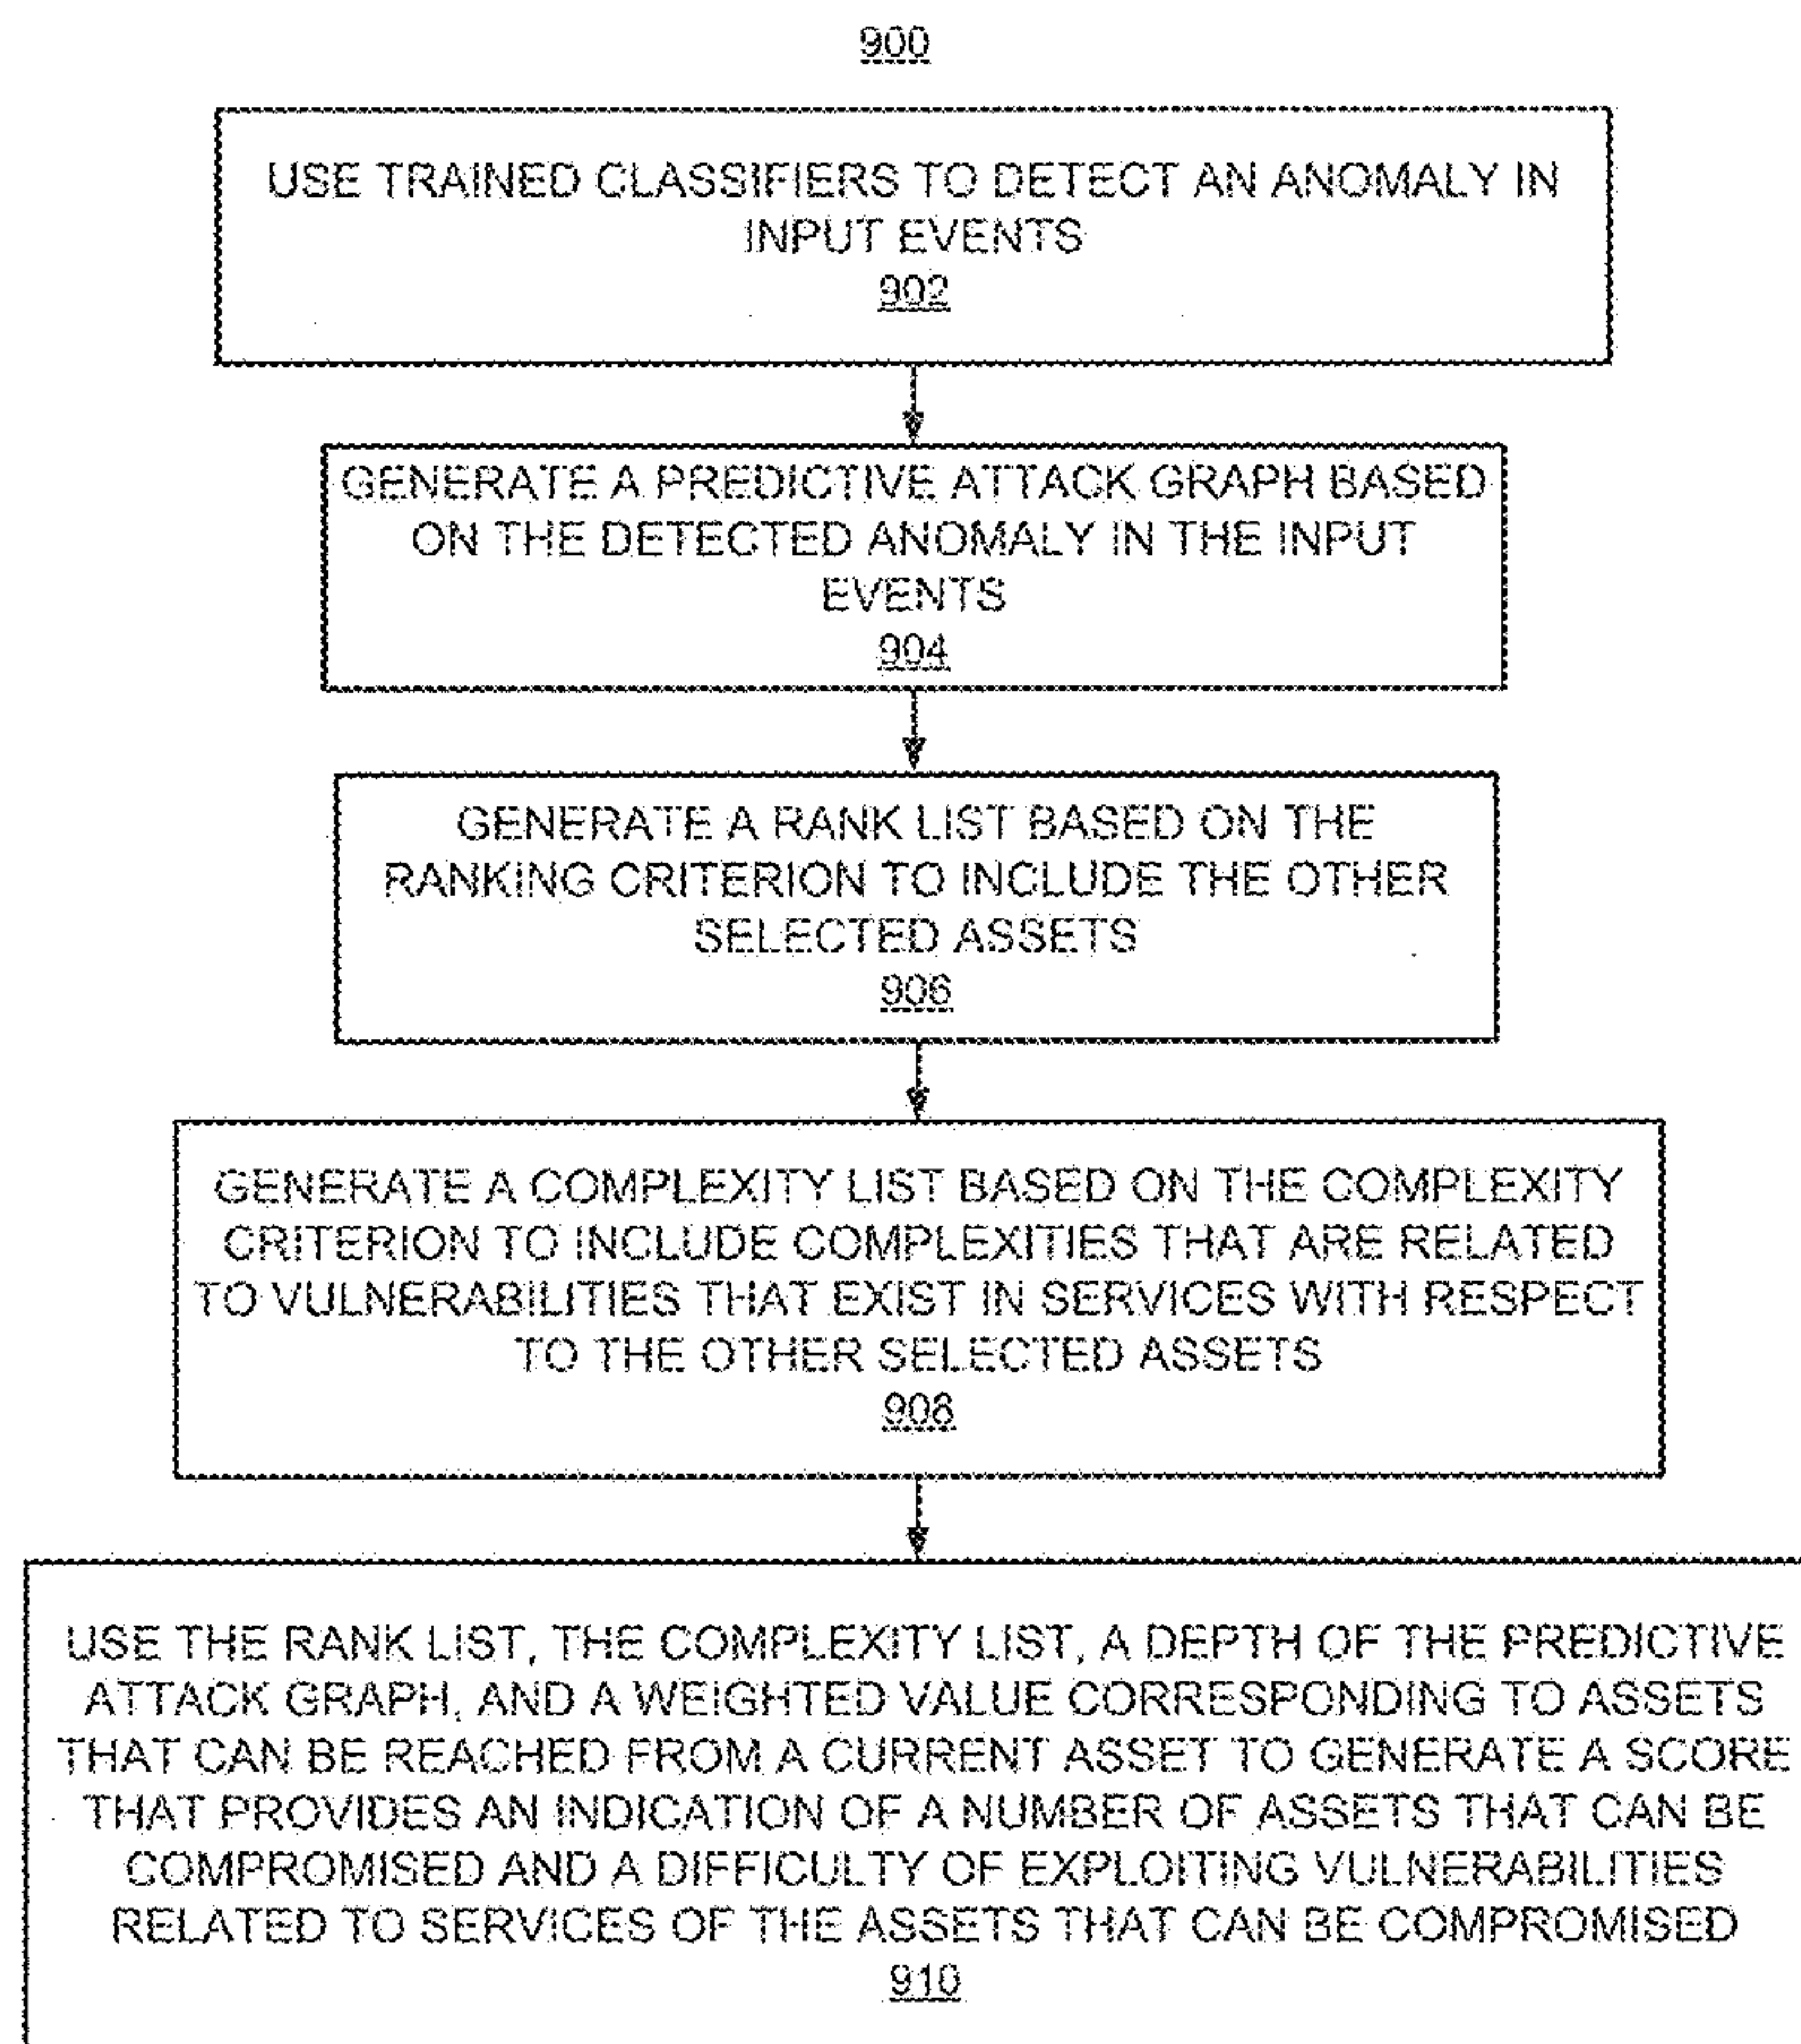 900
USE TRAINED CLASSIFIERS TO DETECT AN ANOMALY IN
INPUT EVENTS
902
GENERATE A PREDICTIVE ATTACK GRAPH BASED
ON THE DETECTED ANOMALY IN THE INPUT
EVENTS
904
GENERATE A RANK LIST BASED ON THE
RANKING CRITERION TO INCLUDE THE OTHER
SELECTED ASSETS
906
GENERATE A COMPLEXITY LIST BASED ON THE COMPLEXITY
CRITERION TO INCLUDE COMPLEXITIES THAT ARE RELATED
TO VULNERABILITIES THAT EXIST IN SERVICES WITH RESPECT
TO THE OTHER SELECTED ASSETS
908
USE THE RANK LIST, THE COMPLEXITY LIST, A DEPTH OF THE PREDICTIVE
ATTACK GRAPH, AND A WEIGHTED VALUE CORRESPONDING TO ASSETS
THAT CAN BE REACHED FROM A CURRENT ASSET TO GENERATE A SCORE
THAT PROVIDES AN INDICATION OF A NUMBER OF ASSETS THAT CAN BE
COMPROMISED AND A DIFFICULTY OF EXPLOITING VULNERABILITIES
RELATED TO SERVICES OF THE ASSETS THAT CAN BE COMPROMISED
910